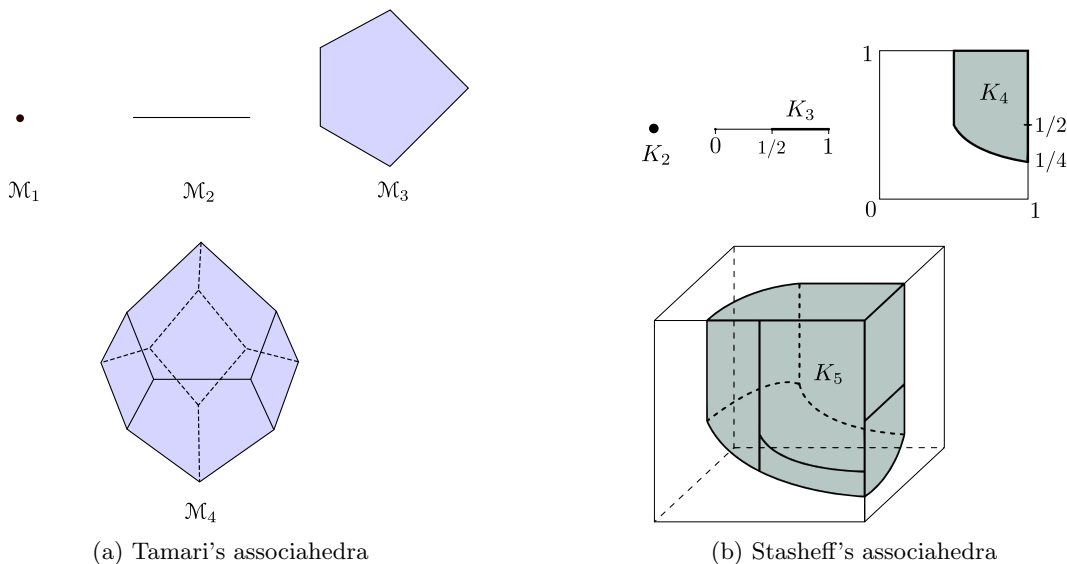 ℳ₁
ℳ₂
ℳ₃
ℳ₄
(a) Tamari's associahedra
K₂
K₃
0
1/2
1
1
K₄
1/2
1/4
0
1
K₅
(b) Stasheff's associahedra